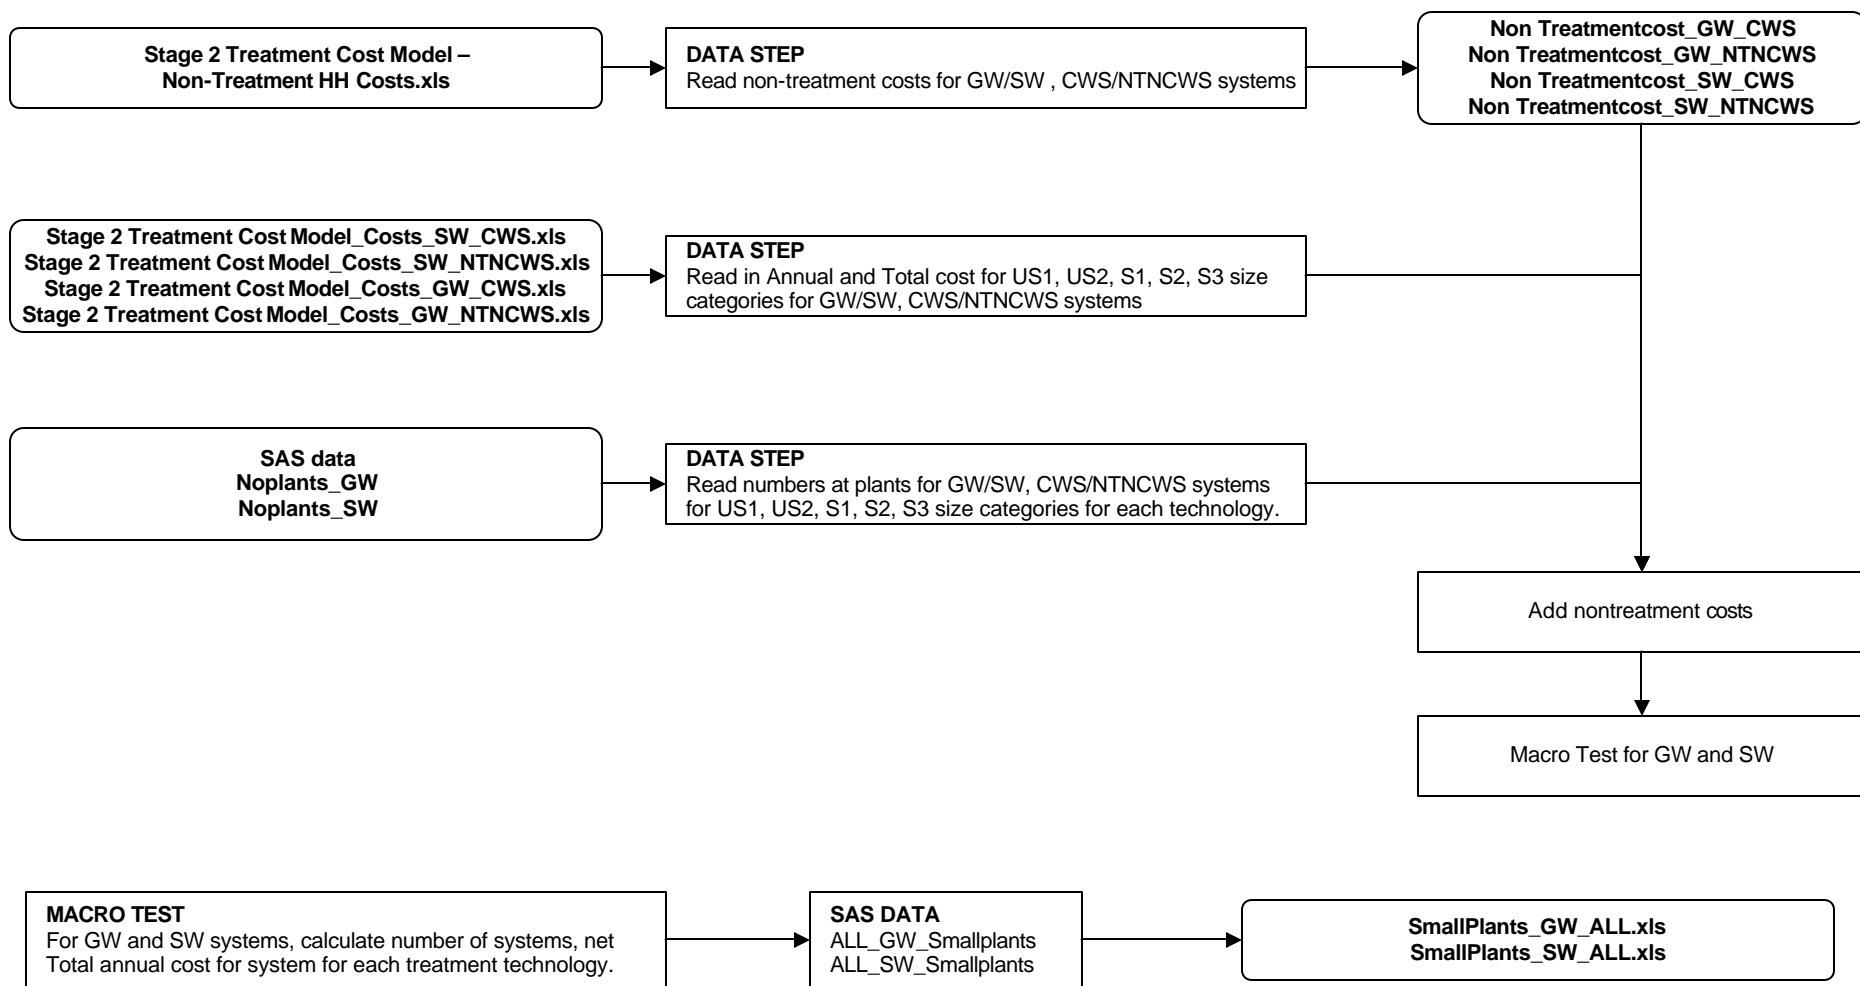 Stage 2 Treatment Cost Model –
Non-Treatment HH Costs.xls
DATA STEP
Read non-treatment costs for GW/SW , CWS/NTNCWS systems
Non Treatmentcost_GW_CWS
Non Treatmentcost_GW_NTNCWS
Non Treatmentcost_SW_CWS
Non Treatmentcost_SW_NTNCWS
Stage 2 Treatment Cost Model_Costs_SW_CWS.xls
Stage 2 Treatment Cost Model_Costs_SW_NTNCWS.xls
Stage 2 Treatment Cost Model_Costs_GW_CWS.xls
Stage 2 Treatment Cost Model_Costs_GW_NTNCWS.xls
DATA STEP
Read in Annual and Total cost for US1, US2, S1, S2, S3 size
categories for GW/SW, CWS/NTNCWS systems
SAS data
Noplants_GW
Noplants_SW
DATA STEP
Read numbers at plants for GW/SW, CWS/NTNCWS systems
for US1, US2, S1, S2, S3 size categories for each technology.
Add nontreatment costs
Macro Test for GW and SW
MACRO TEST
For GW and SW systems, calculate number of systems, net
Total annual cost for system for each treatment technology.
SAS DATA
ALL_GW_Smallplants
ALL_SW_Smallplants
SmallPlants_GW_ALL.xls
SmallPlants_SW_ALL.xls